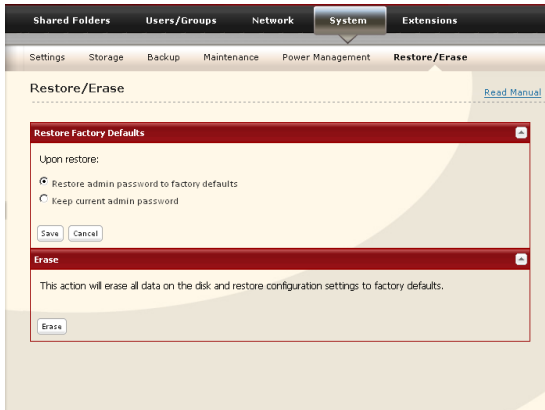 Shared Folders Users/Groups Network System Extensions
Settings Storage Backup Maintenance Power Management Restore/Erase
Restore/Erase
Read Manual
Restore Factory Defaults
Upon restore:
Restore admin password to factory defaults
Keep current admin password
Save Cancel
Erase
This action will erase all data on the disk and restore configuration settings to factory defaults.
Erase